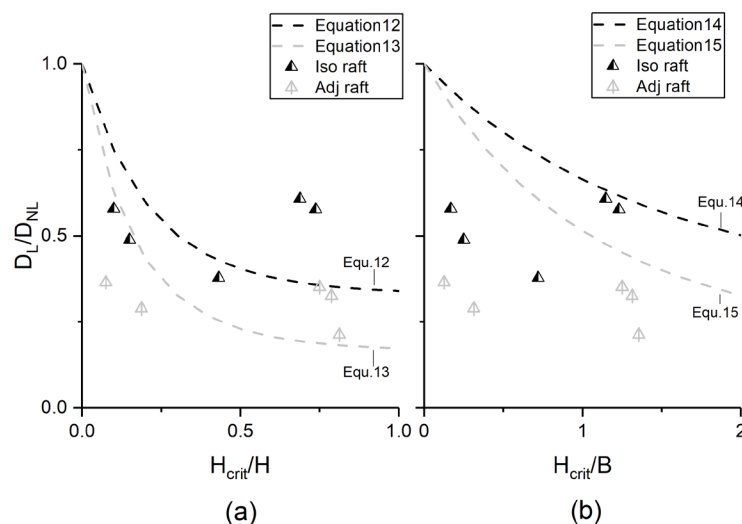 Equation12
Equation13
Iso raft
Adj raft
1.0
0.5
0.0
D_L/D_NL
Equ.12
Equ.13
0.0
0.5
1.0
H_crit/H
(a)
Equation14
Equation15
Iso raft
Adj raft
Equ.14
Equ.15
0
1
2
H_crit/B
(b)